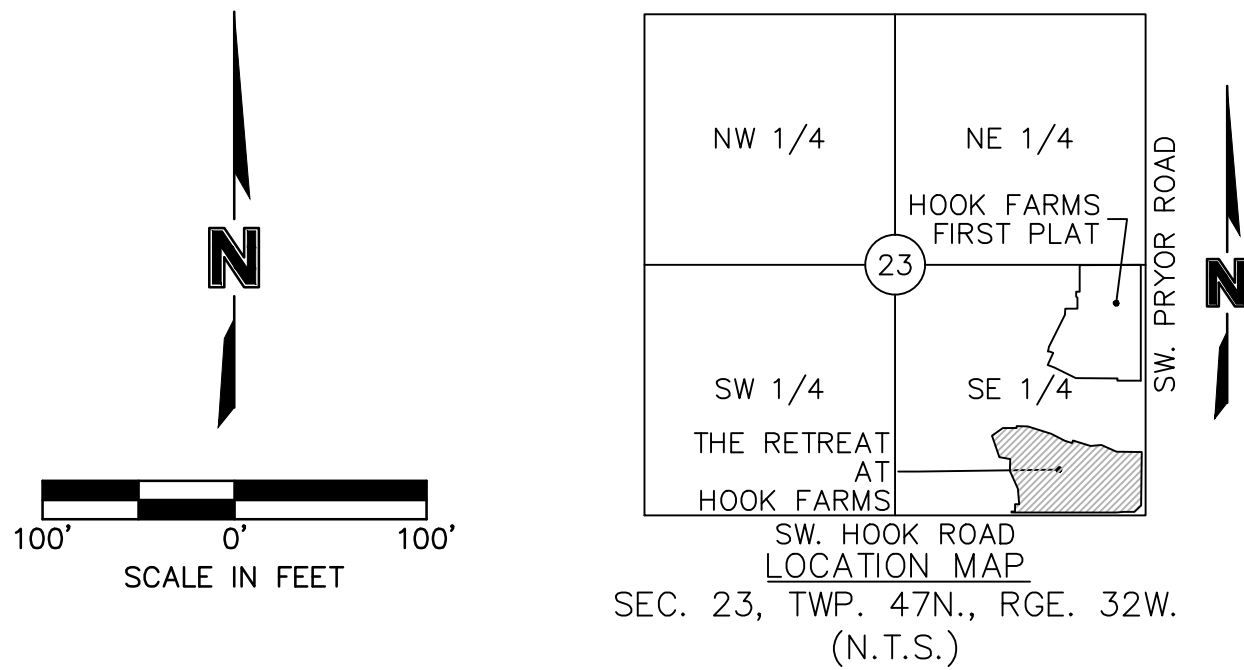 N
100'
0'
100'
SCALE IN FEET
NW 1/4
NE 1/4
HOOK FARMS
FIRST PLAT
23
SW. PRYOR ROAD
N
SW 1/4
SE 1/4
THE RETREAT
AT
HOOK FARMS
SW. HOOK ROAD
LOCATION MAP
SEC. 23, TWP. 47N., RGE. 32W.
(N.T.S.)